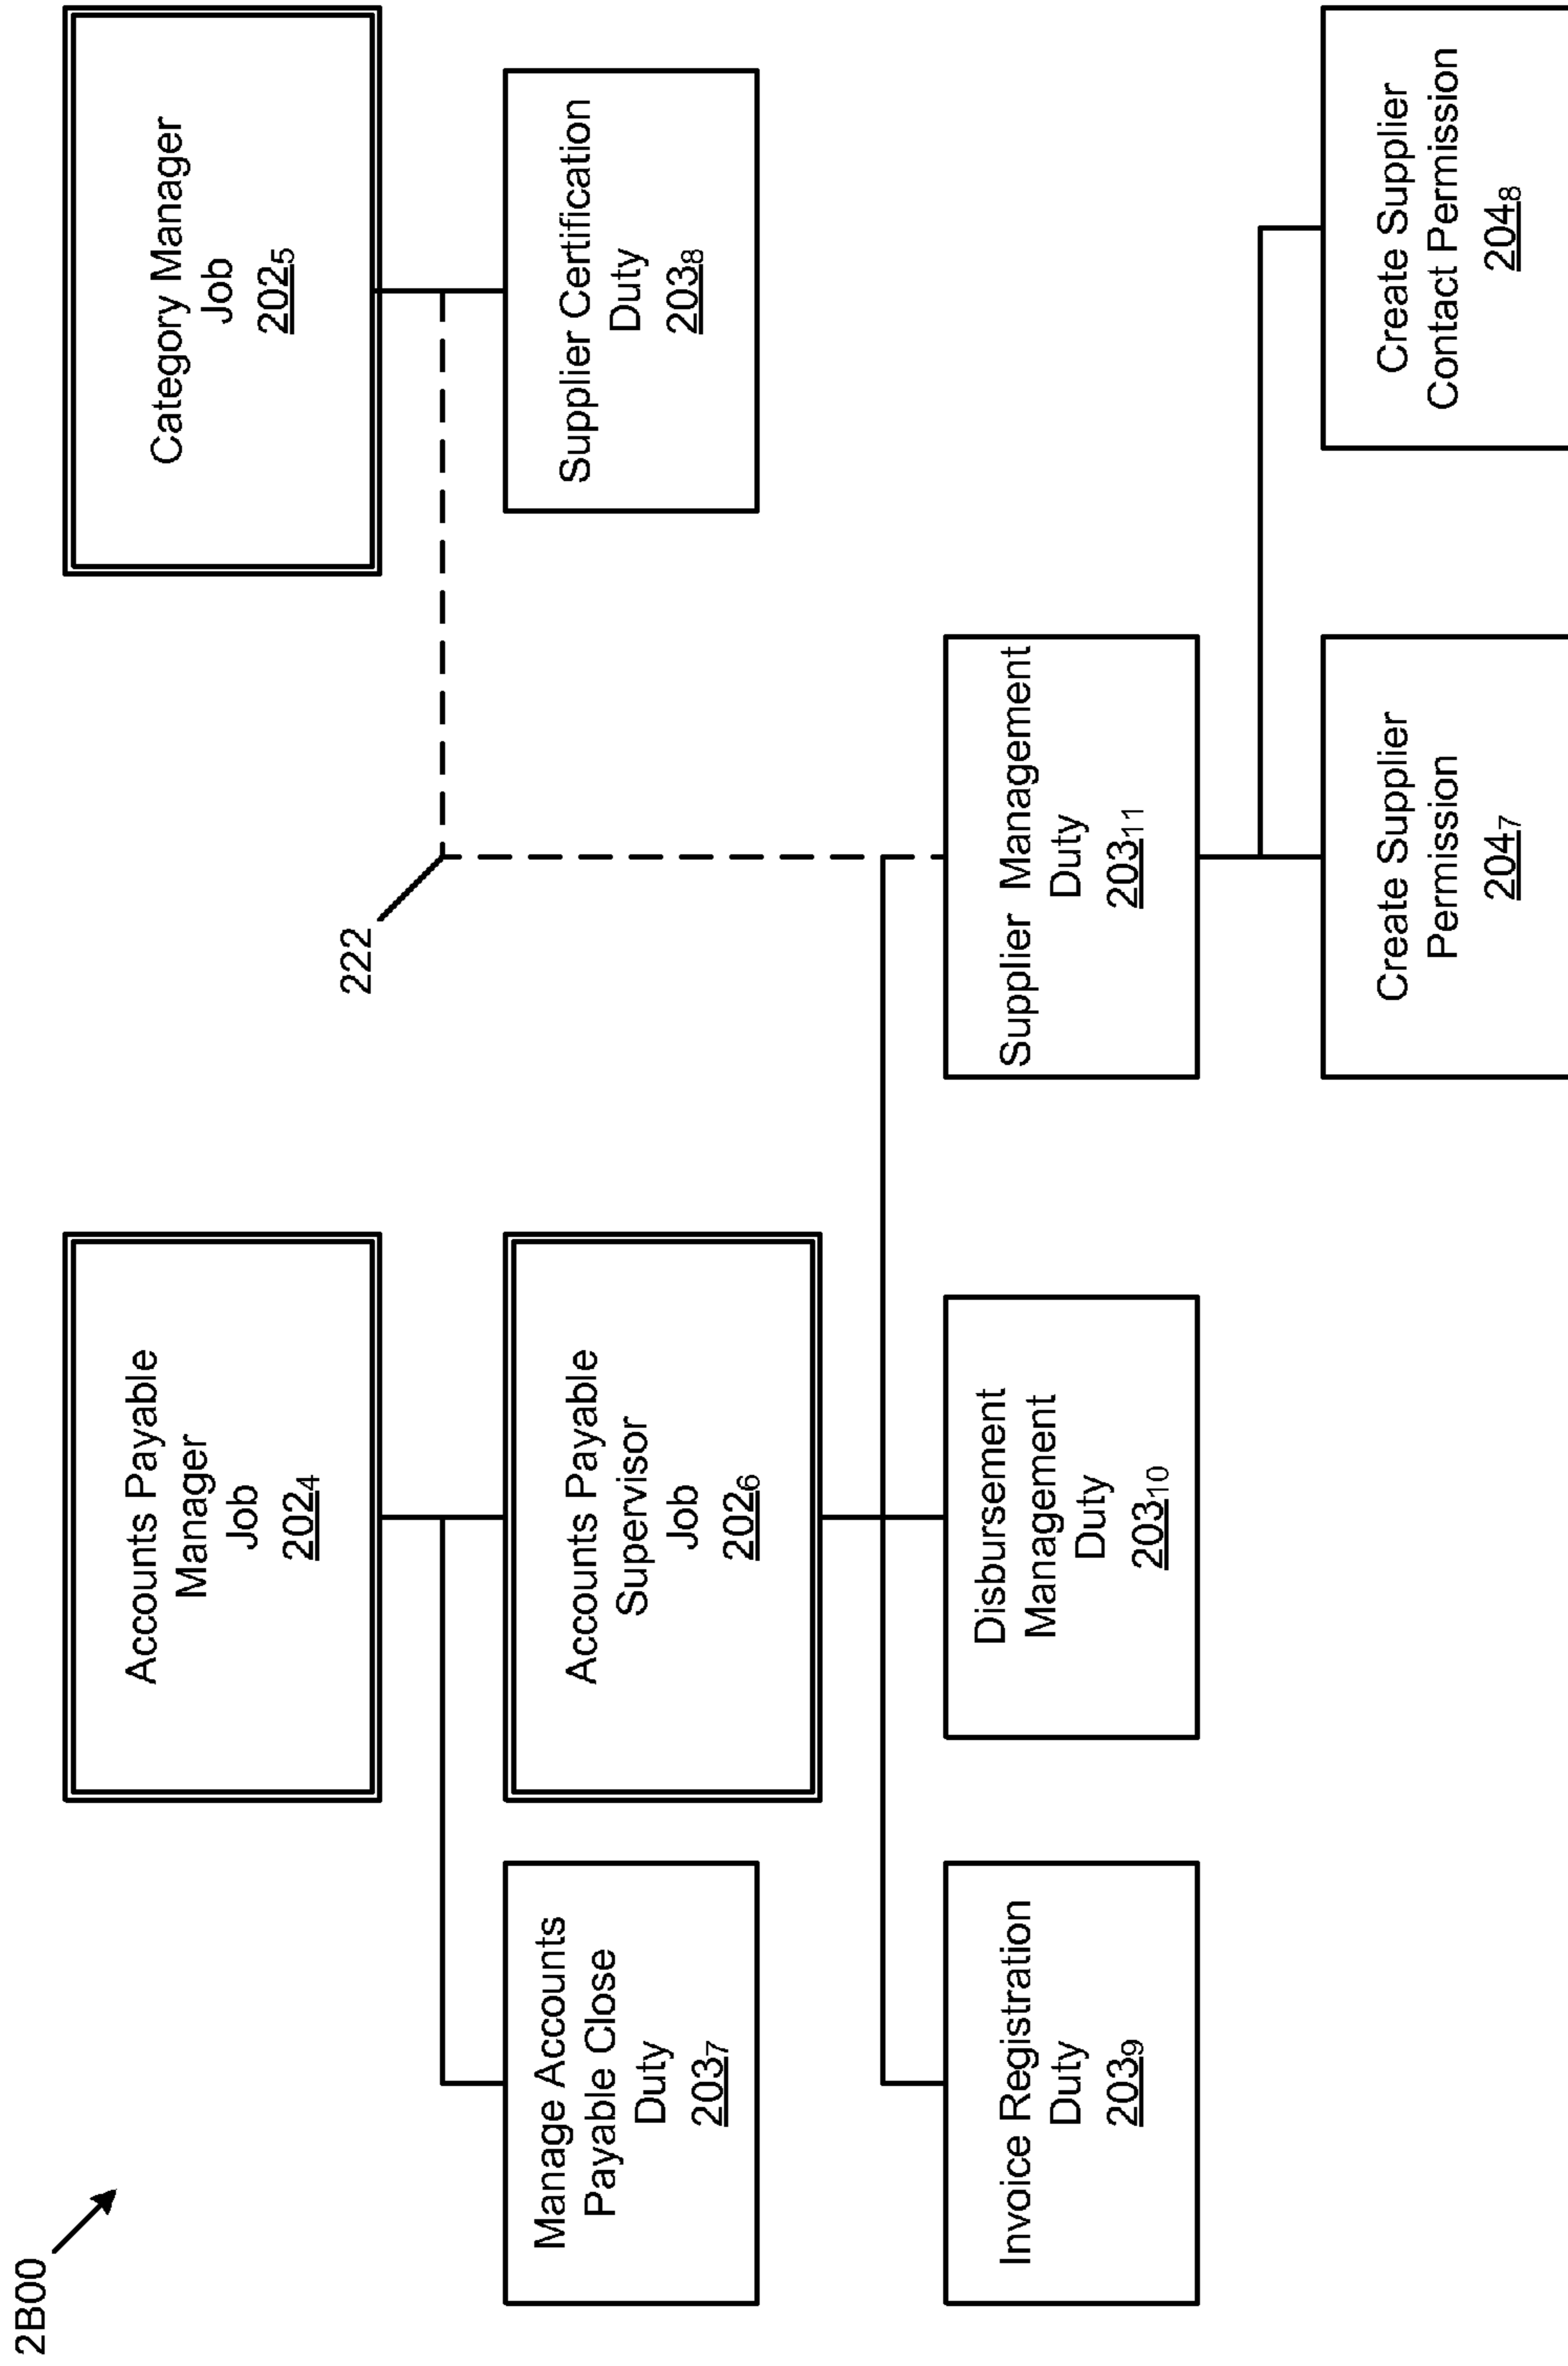 2B00
Accounts Payable
Manager
Job
202₄
Category Manager
Job
202₅
222
Manage Accounts
Payable Close
Duty
203₇
Accounts Payable
Supervisor
Job
202₆
Supplier Certification
Duty
203₈
Invoice Registration
Duty
203₉
Disbursement
Management
Duty
203₁₀
Supplier Management
Duty
203₁₁
Create Supplier
Permission
204₇
Create Supplier
Contact Permission
204₈